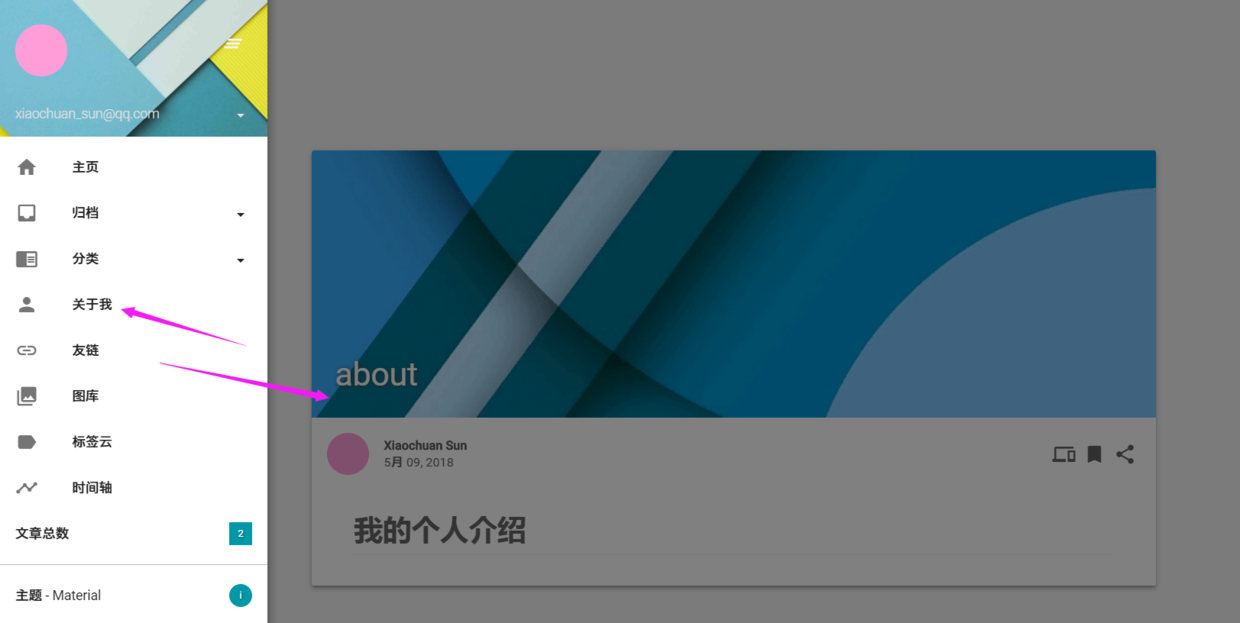 xiaochuan_sun@qq.com
主页
归档
分类
关于我
友链
图库
标签云
时间轴
文章总数 2
主题 - Material i
about
Xiaochuan Sun
5月 09, 2018
我的个人介绍